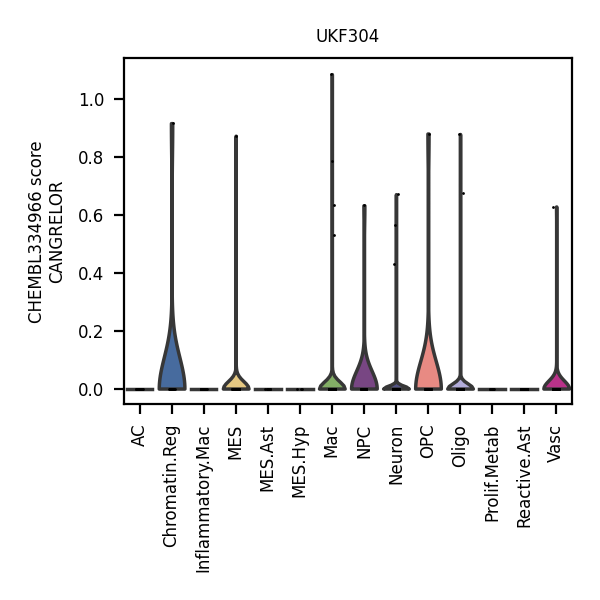 UKF304
CHEMBL334966 score
CANGRELOR
1.0
0.8
0.6
0.4
0.2
0.0
AC
Chromatin.Reg
Inflammatory.Mac
MES
MES.Ast
MES.Hyp
Mac
NPC
Neuron
OPC
Oligo
Prolif.Metab
Reactive.Ast
Vasc